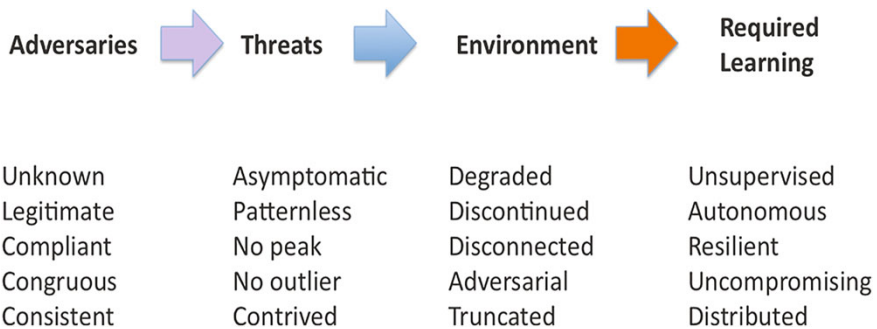 Adversaries
Threats
Environment
Required
Learning
Unknown
Legitimate
Compliant
Congruous
Consistent
Asymptomatic
Patternless
No peak
No outlier
Contrived
Degraded
Discontinued
Disconnected
Adversarial
Truncated
Unsupervised
Autonomous
Resilient
Uncompromising
Distributed